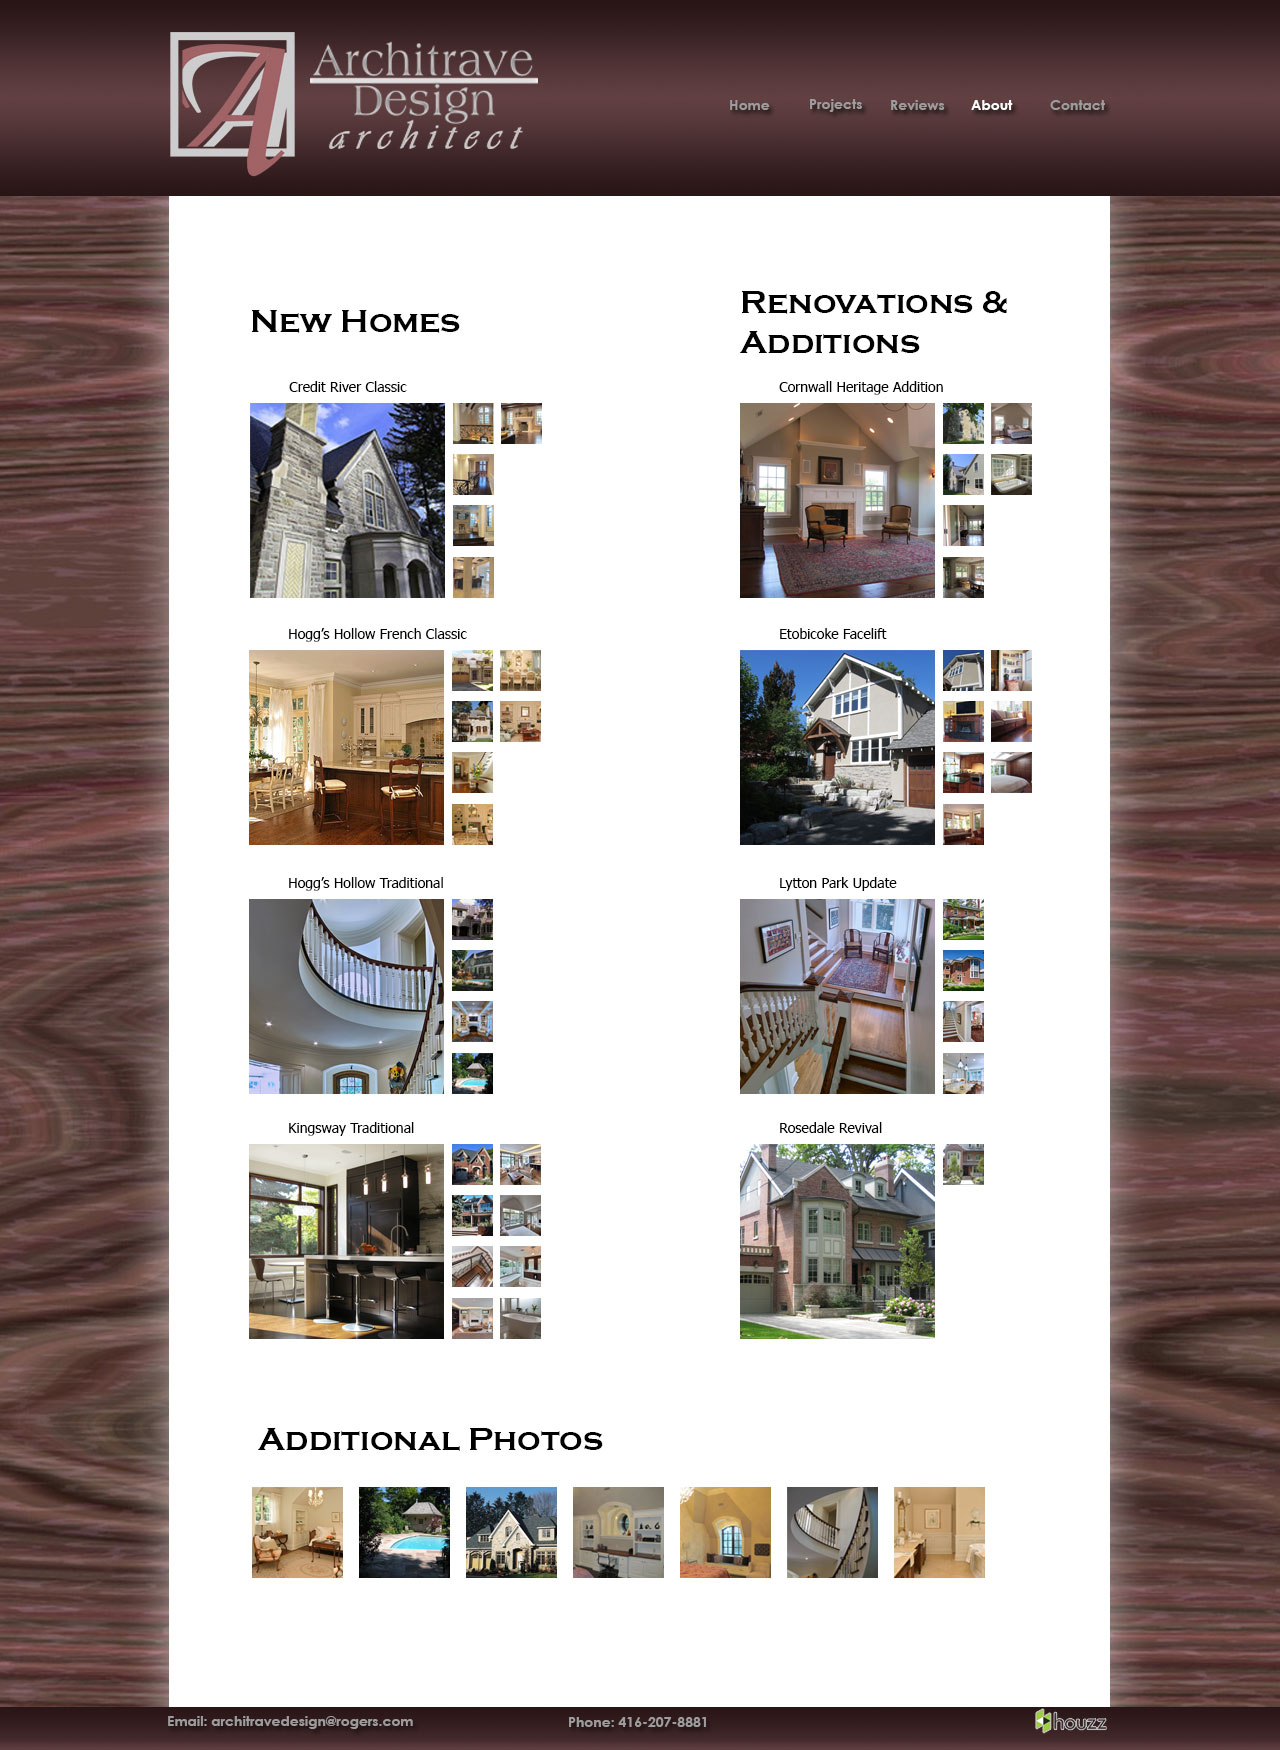 Architrave
Design
architect
Home Projects Reviews About Contact
New Homes
Renovations &
Additions
Credit River Classic
Cornwall Heritage Addition
Hogg's Hollow French Classic
Etobicoke Facelift
Hogg's Hollow Traditional
Lytton Park Update
Kingsway Traditional
Rosedale Revival
Additional Photos
Email: architravedesign@rogers.com
Phone: 416-207-8881
houzz